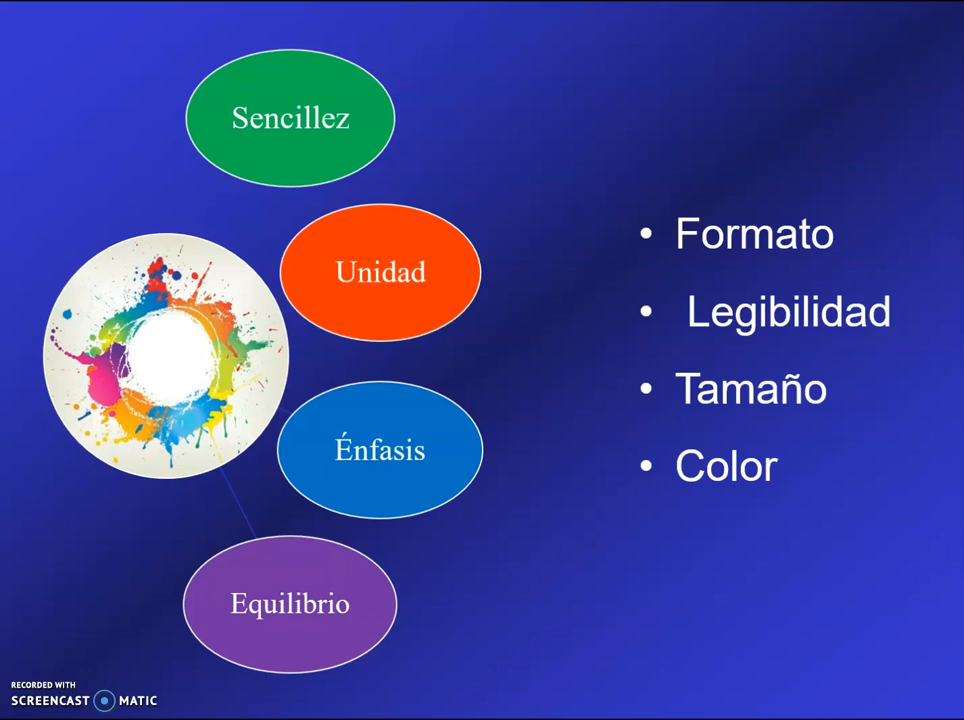 Sencillez
Unidad
Énfasis
Equilibrio
• Formato
• Legibilidad
• Tamaño
• Color
RECORDED WITH
SCREENCAST MATIC